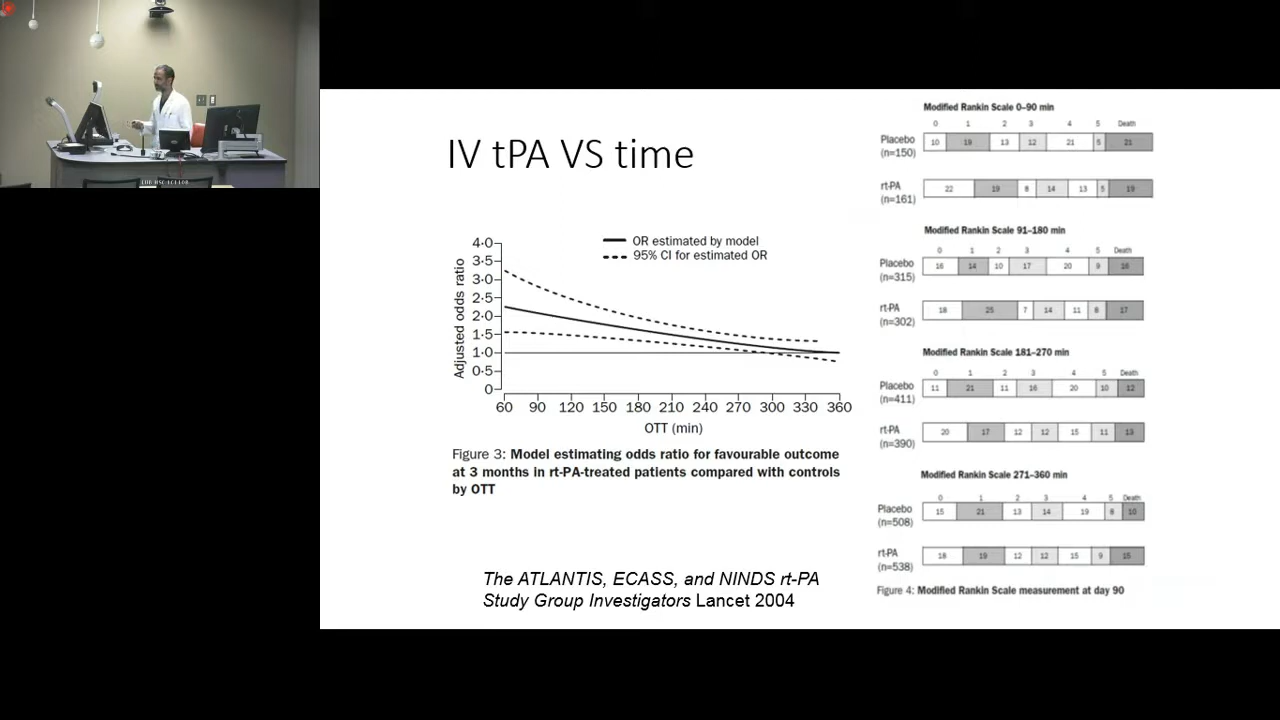 IV tPA VS time
4·0
3·5
3·0
2·5
2·0
1·5
1·0
0·5
0
Adjusted odds ratio
OR estimated by model
95% CI for estimated OR
60 90 120 150 180 210 240 270 300 330 360
OTT (min)
Figure 3: Model estimating odds ratio for favourable outcome
at 3 months in rt-PA-treated patients compared with controls
by OTT
The ATLANTIS, ECASS, and NINDS rt-PA
Study Group Investigators Lancet 2004
Modified Rankin Scale 0–90 min
0 1 2 3 4 5 Death
Placebo
(n=150)
10 19 13 12 21 5 21
rt-PA
(n=161)
22 19 8 14 13 5 19
Modified Rankin Scale 91–180 min
0 1 2 3 4 5 Death
Placebo
(n=315)
16 14 10 17 20 9 16
rt-PA
(n=302)
18 25 7 14 11 8 17
Modified Rankin Scale 181–270 min
0 1 2 3 4 5 Death
Placebo
(n=411)
11 21 11 16 20 10 12
rt-PA
(n=390)
20 17 12 12 15 11 13
Modified Rankin Scale 271–360 min
0 1 2 3 4 5 Death
Placebo
(n=508)
15 21 13 14 19 8 10
rt-PA
(n=538)
18 19 12 12 15 9 15
Figure 4: Modified Rankin Scale measurement at day 90